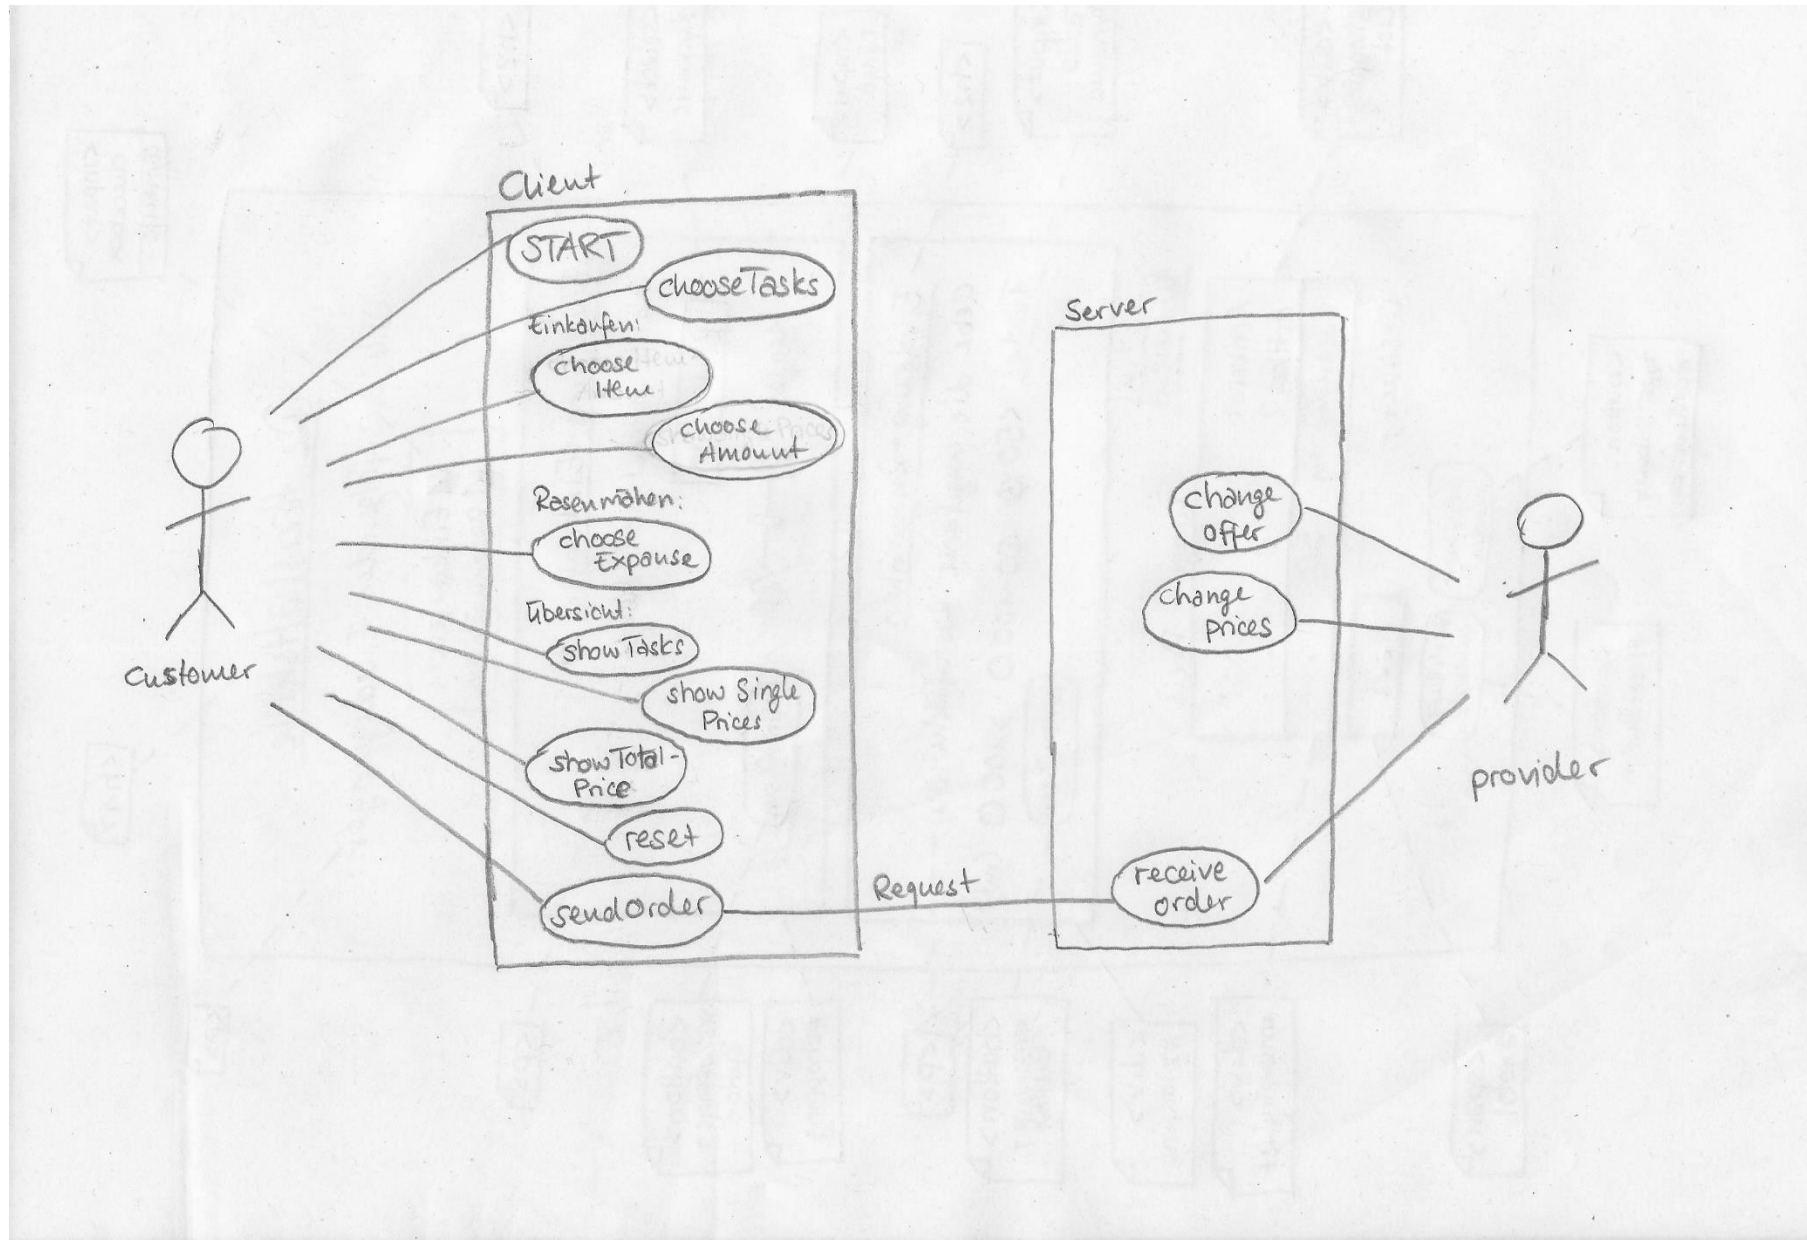 Client
START
chooseTasks
Einkaufen:
choose
Item
choose
Amount
Rasenmähen:
choose
Expanse
Übersicht:
showTasks
show Single
Prices
showTotal-
Price
reset
sendOrder
customer
Request
Server
change
offer
change
prices
receive
order
provider